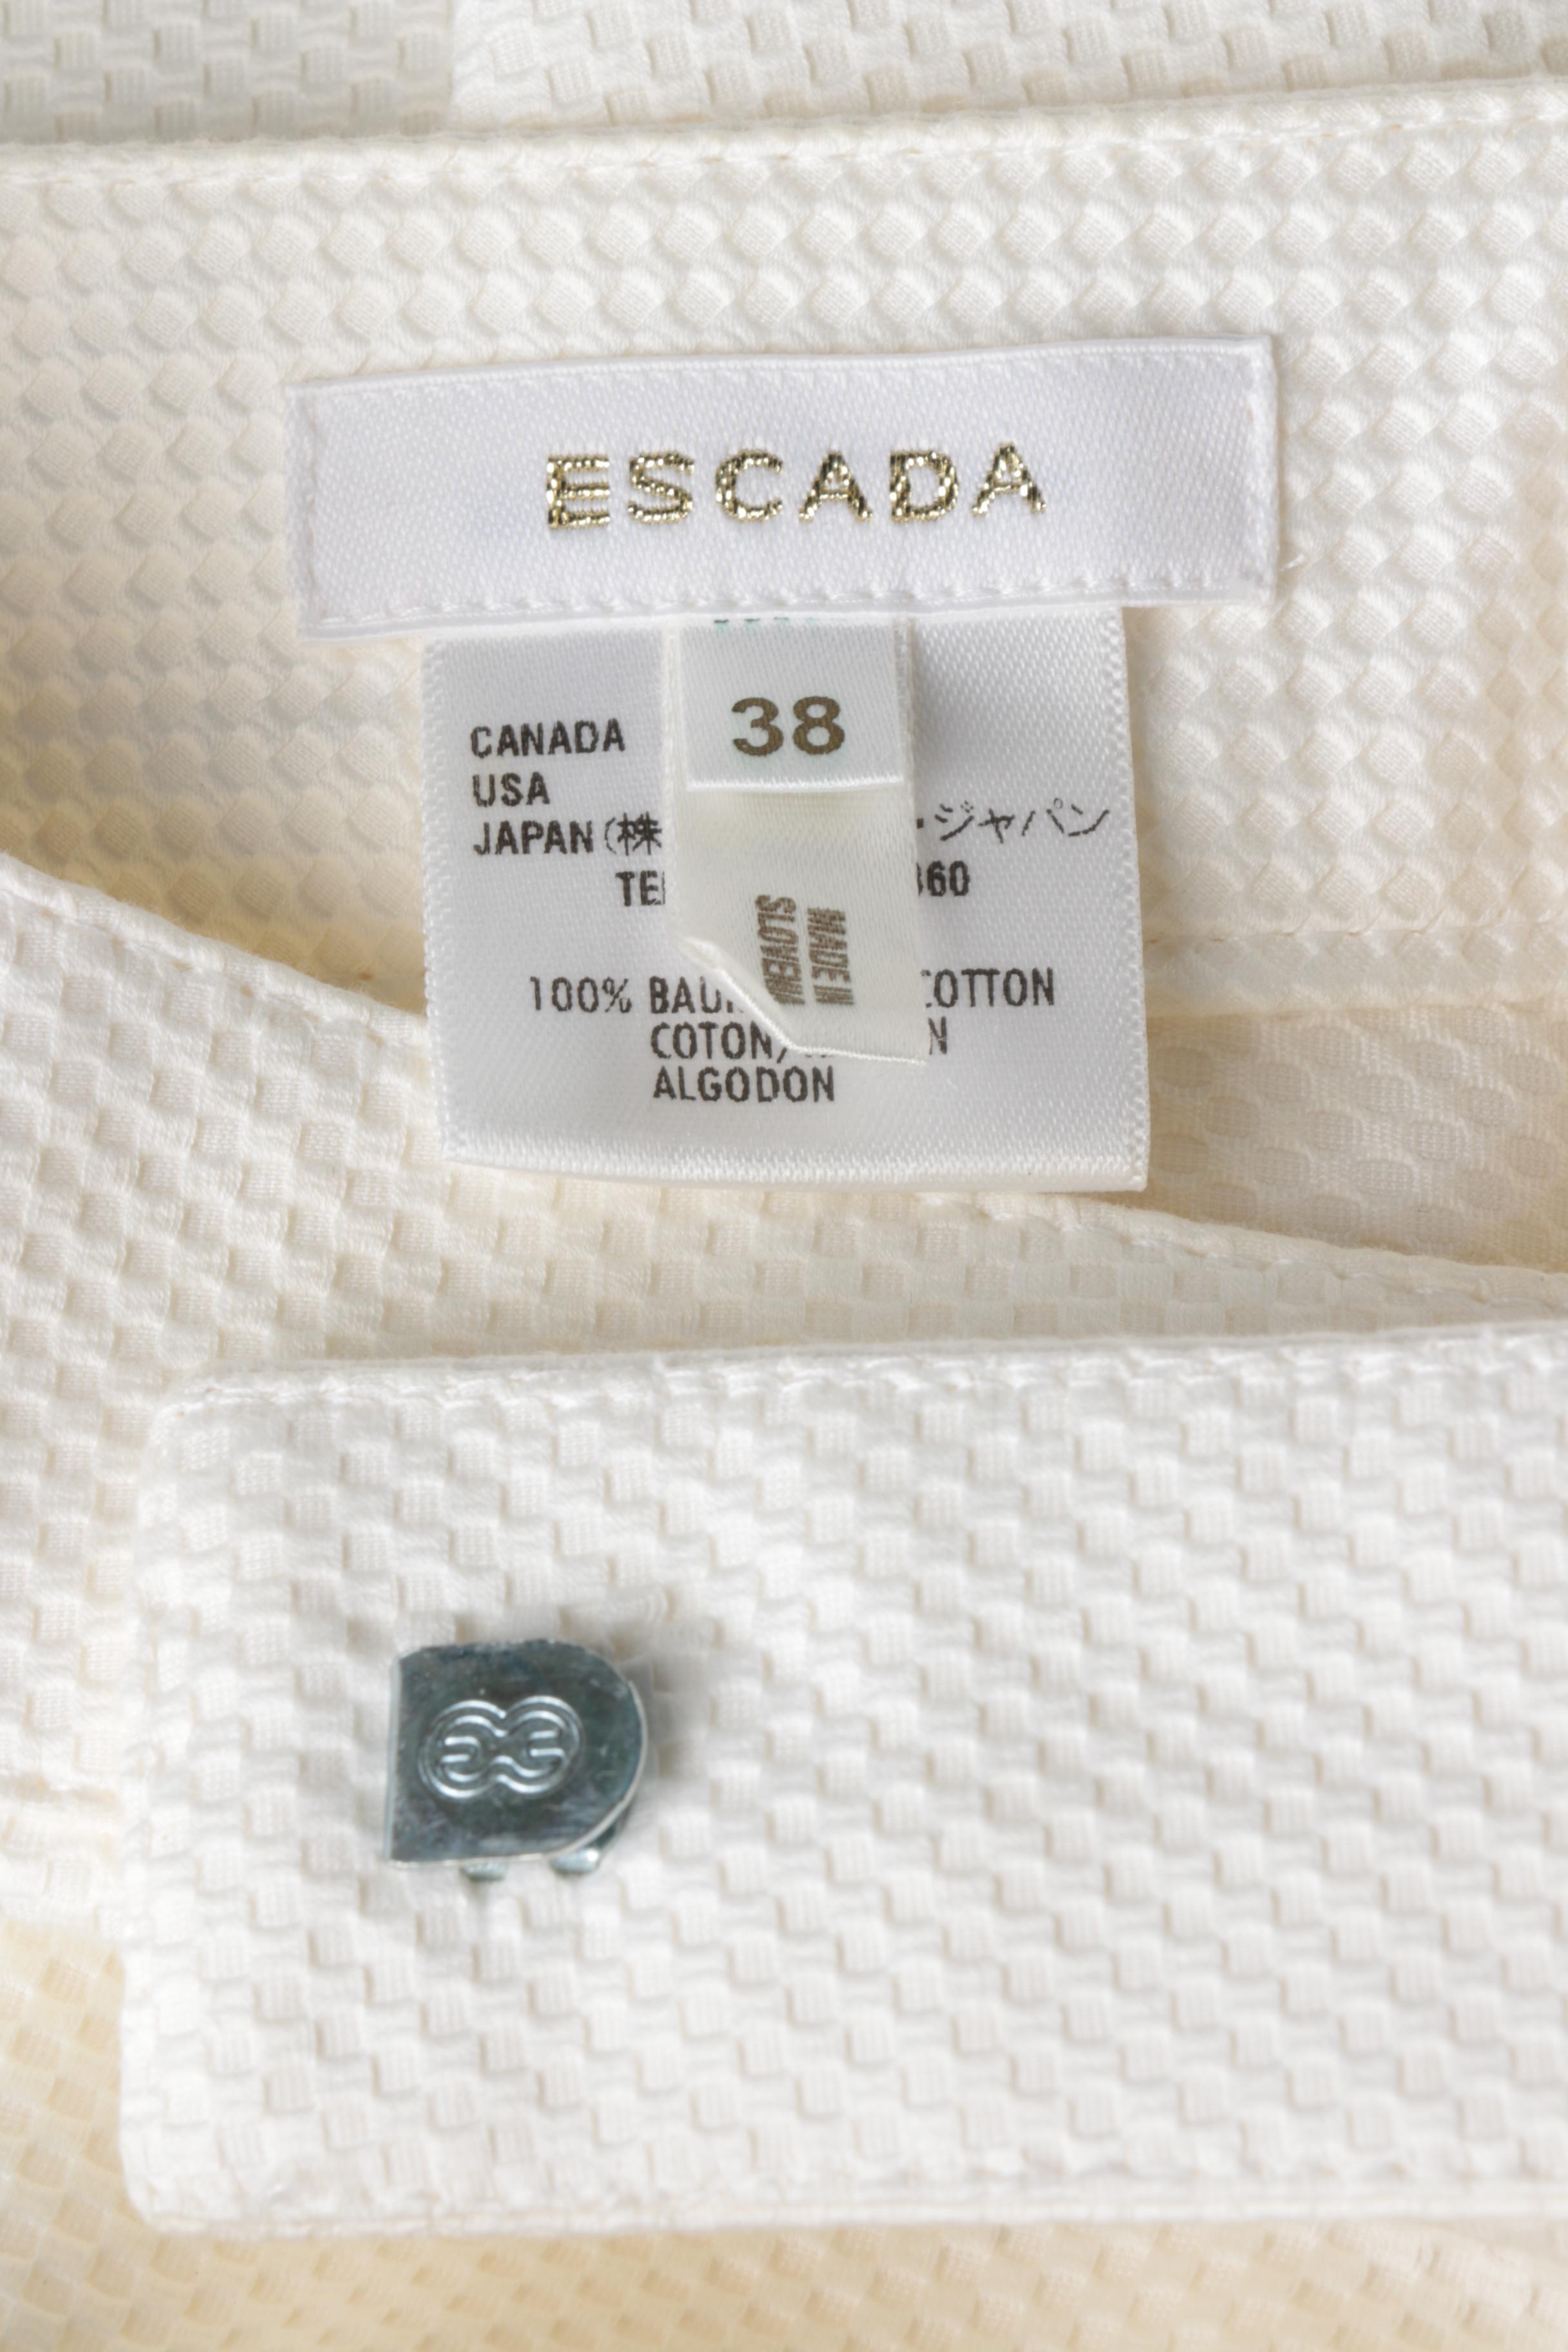 ESCADA
38
CANADA
USA
JAPAN (株 ・ジャパン
TE 360
MADE IN
SLOVENIA
100% COTTON
COTON,
ALGODON